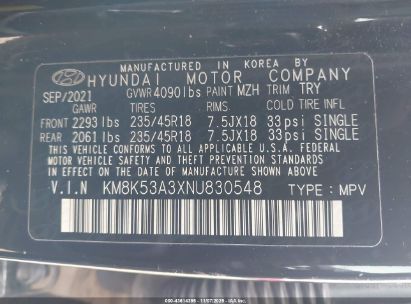 MANUFACTURED IN KOREA BY
HYUNDAI MOTOR COMPANY
SEP/2021 GVWR 4090 lbs PAINT MZH TRIM TRY
GAWR TIRES RIMS COLD TIRE INFL
FRONT 2293 lbs 235/45R18 7.5JX18 33psi SINGLE
REAR 2061 lbs 235/45R18 7.5JX18 33psi SINGLE
THIS VEHICLE CONFORMS TO ALL APPLICABLE FEDERAL
MOTOR VEHICLE SAFETY, BUMPER, AND THEFT PREVENTION
STANDARDS IN EFFECT ON THE DATE OF MANUFACTURE SHOWN ABOVE.
V.I.N KM8K53A3XNU830548 TYPE : MPV